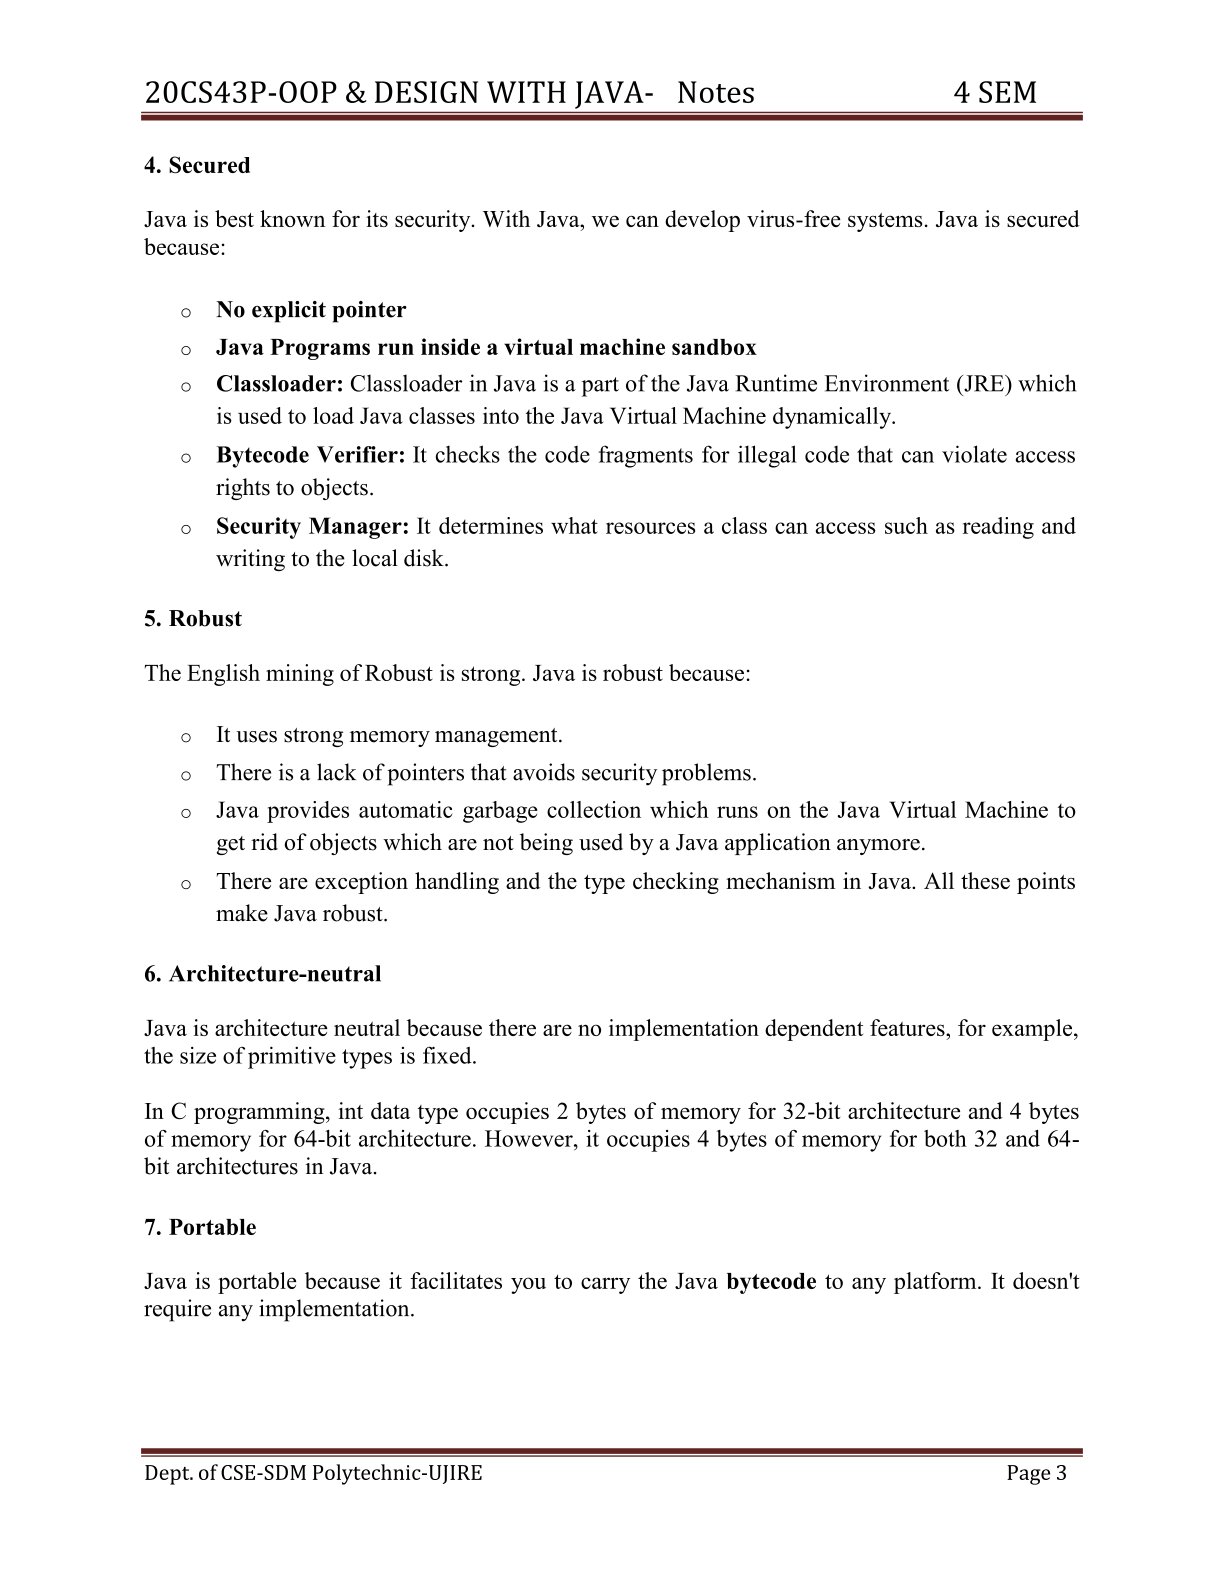 20CS43P-OOP & DESIGN WITH JAVA- Notes 4 SEM
4. Secured
Java is best known for its security. With Java, we can develop virus-free systems. Java is secured
because:
o No explicit pointer
o Java Programs run inside a virtual machine sandbox
o Classloader: Classloader in Java is a part of the Java Runtime Environment (JRE) which
is used to load Java classes into the Java Virtual Machine dynamically.
o Bytecode Verifier: It checks the code fragments for illegal code that can violate access
rights to objects.
o Security Manager: It determines what resources a class can access such as reading and
writing to the local disk.
5. Robust
The English mining of Robust is strong. Java is robust because:
o It uses strong memory management.
o There is a lack of pointers that avoids security problems.
o Java provides automatic garbage collection which runs on the Java Virtual Machine to
get rid of objects which are not being used by a Java application anymore.
o There are exception handling and the type checking mechanism in Java. All these points
make Java robust.
6. Architecture-neutral
Java is architecture neutral because there are no implementation dependent features, for example,
the size of primitive types is fixed.
In C programming, int data type occupies 2 bytes of memory for 32-bit architecture and 4 bytes
of memory for 64-bit architecture. However, it occupies 4 bytes of memory for both 32 and 64-
bit architectures in Java.
7. Portable
Java is portable because it facilitates you to carry the Java bytecode to any platform. It doesn't
require any implementation.
Dept. of CSE-SDM Polytechnic-UJIRE Page 3